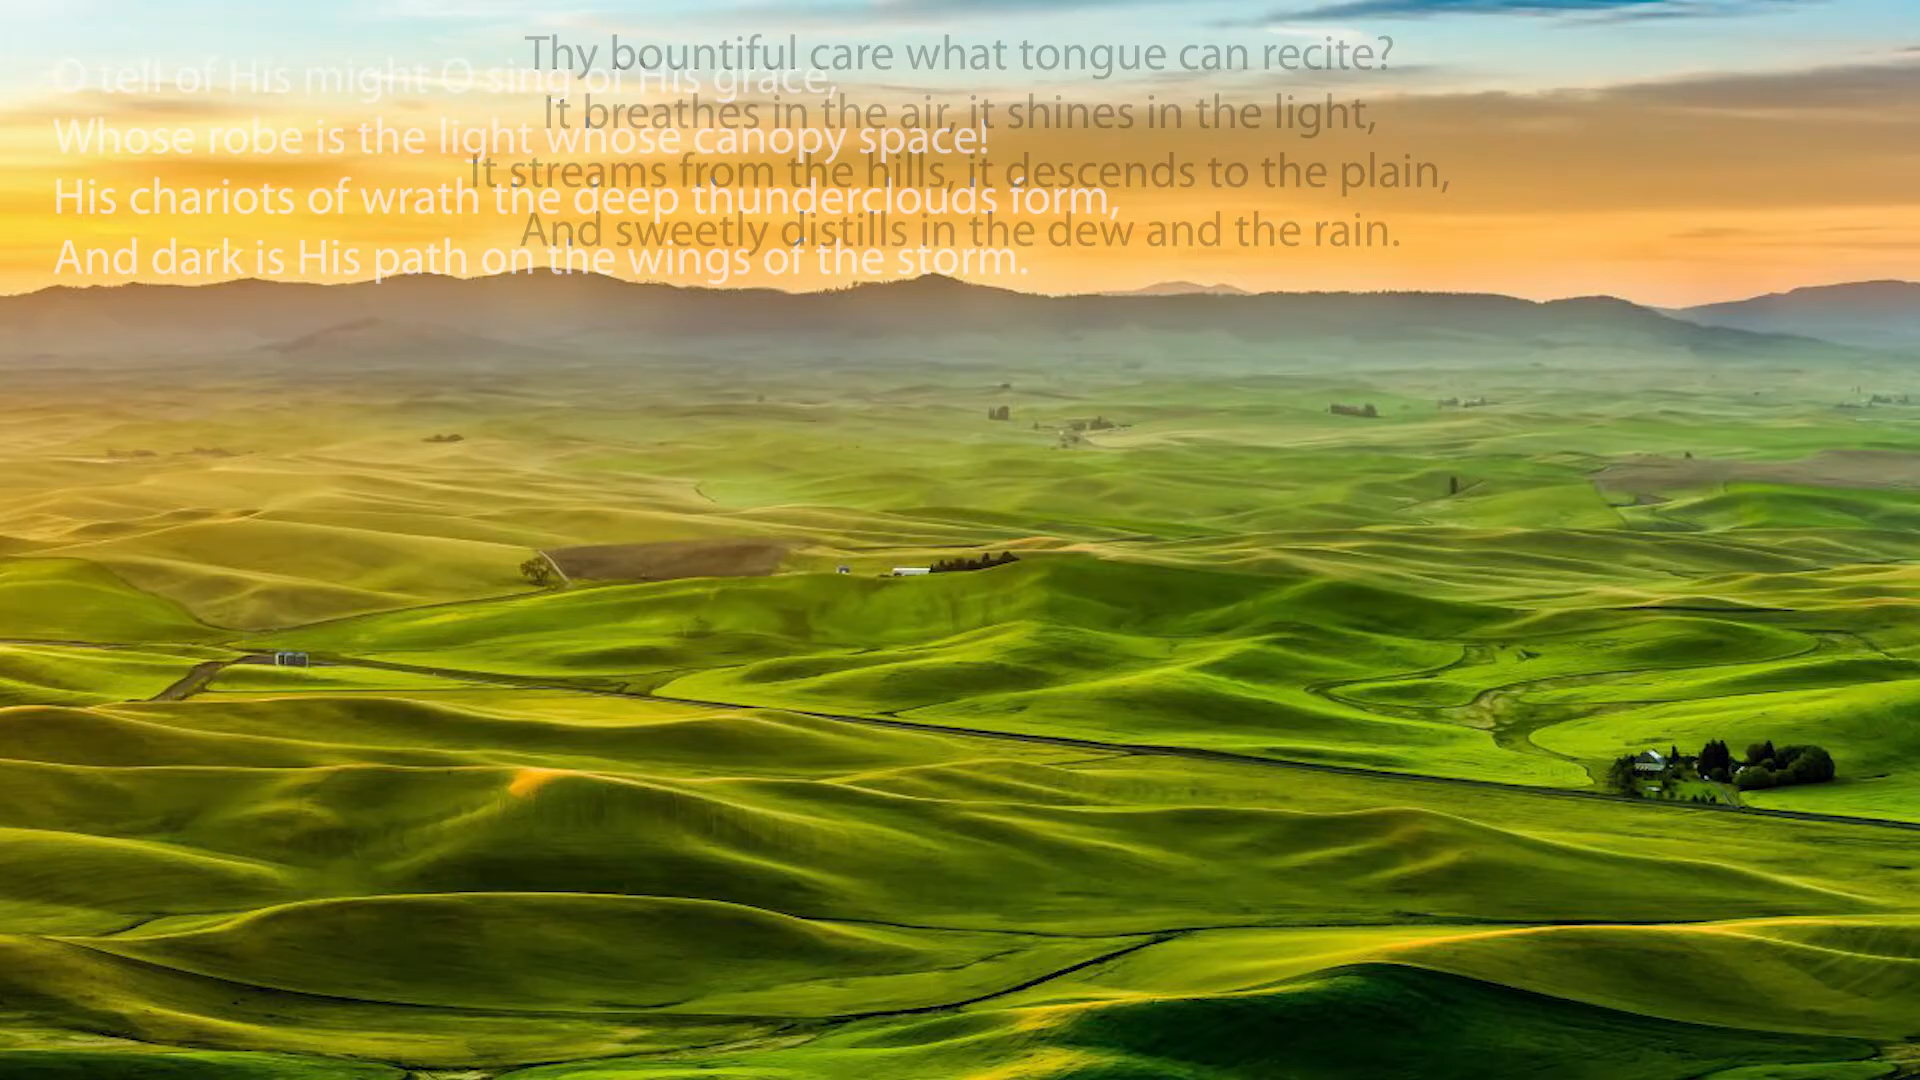 O tell of His might O sing of His grace,
Whose robe is the light whose canopy space!
His chariots of wrath the deep thunderclouds form,
And dark is His path on the wings of the storm.
Thy bountiful care what tongue can recite?
It breathes in the air, it shines in the light,
It streams from the hills, it descends to the plain,
And sweetly distills in the dew and the rain.